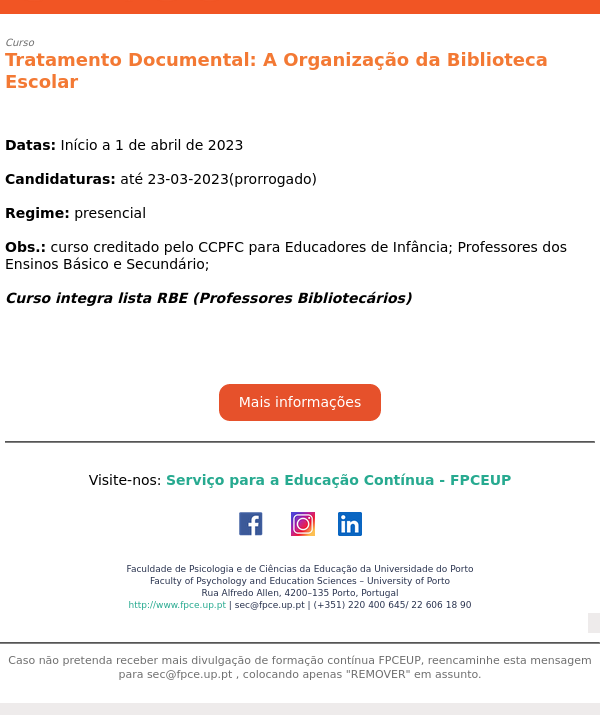 Curso
Tratamento Documental: A Organização da Biblioteca
Escolar
Datas: Início a 1 de abril de 2023
Candidaturas: até 23-03-2023(prorrogado)
Regime: presencial
Obs.: curso creditado pelo CCPFC para Educadores de Infância; Professores dos
Ensinos Básico e Secundário;
Curso integra lista RBE (Professores Bibliotecários)
Mais informações
Visite-nos: Serviço para a Educação Contínua - FPCEUP
Faculdade de Psicologia e de Ciências da Educação da Universidade do Porto
Faculty of Psychology and Education Sciences – University of Porto
Rua Alfredo Allen, 4200–135 Porto, Portugal
http://www.fpce.up.pt | sec@fpce.up.pt | (+351) 220 400 645/ 22 606 18 90
Caso não pretenda receber mais divulgação de formação contínua FPCEUP, reencaminhe esta mensagem
para sec@fpce.up.pt , colocando apenas "REMOVER" em assunto.